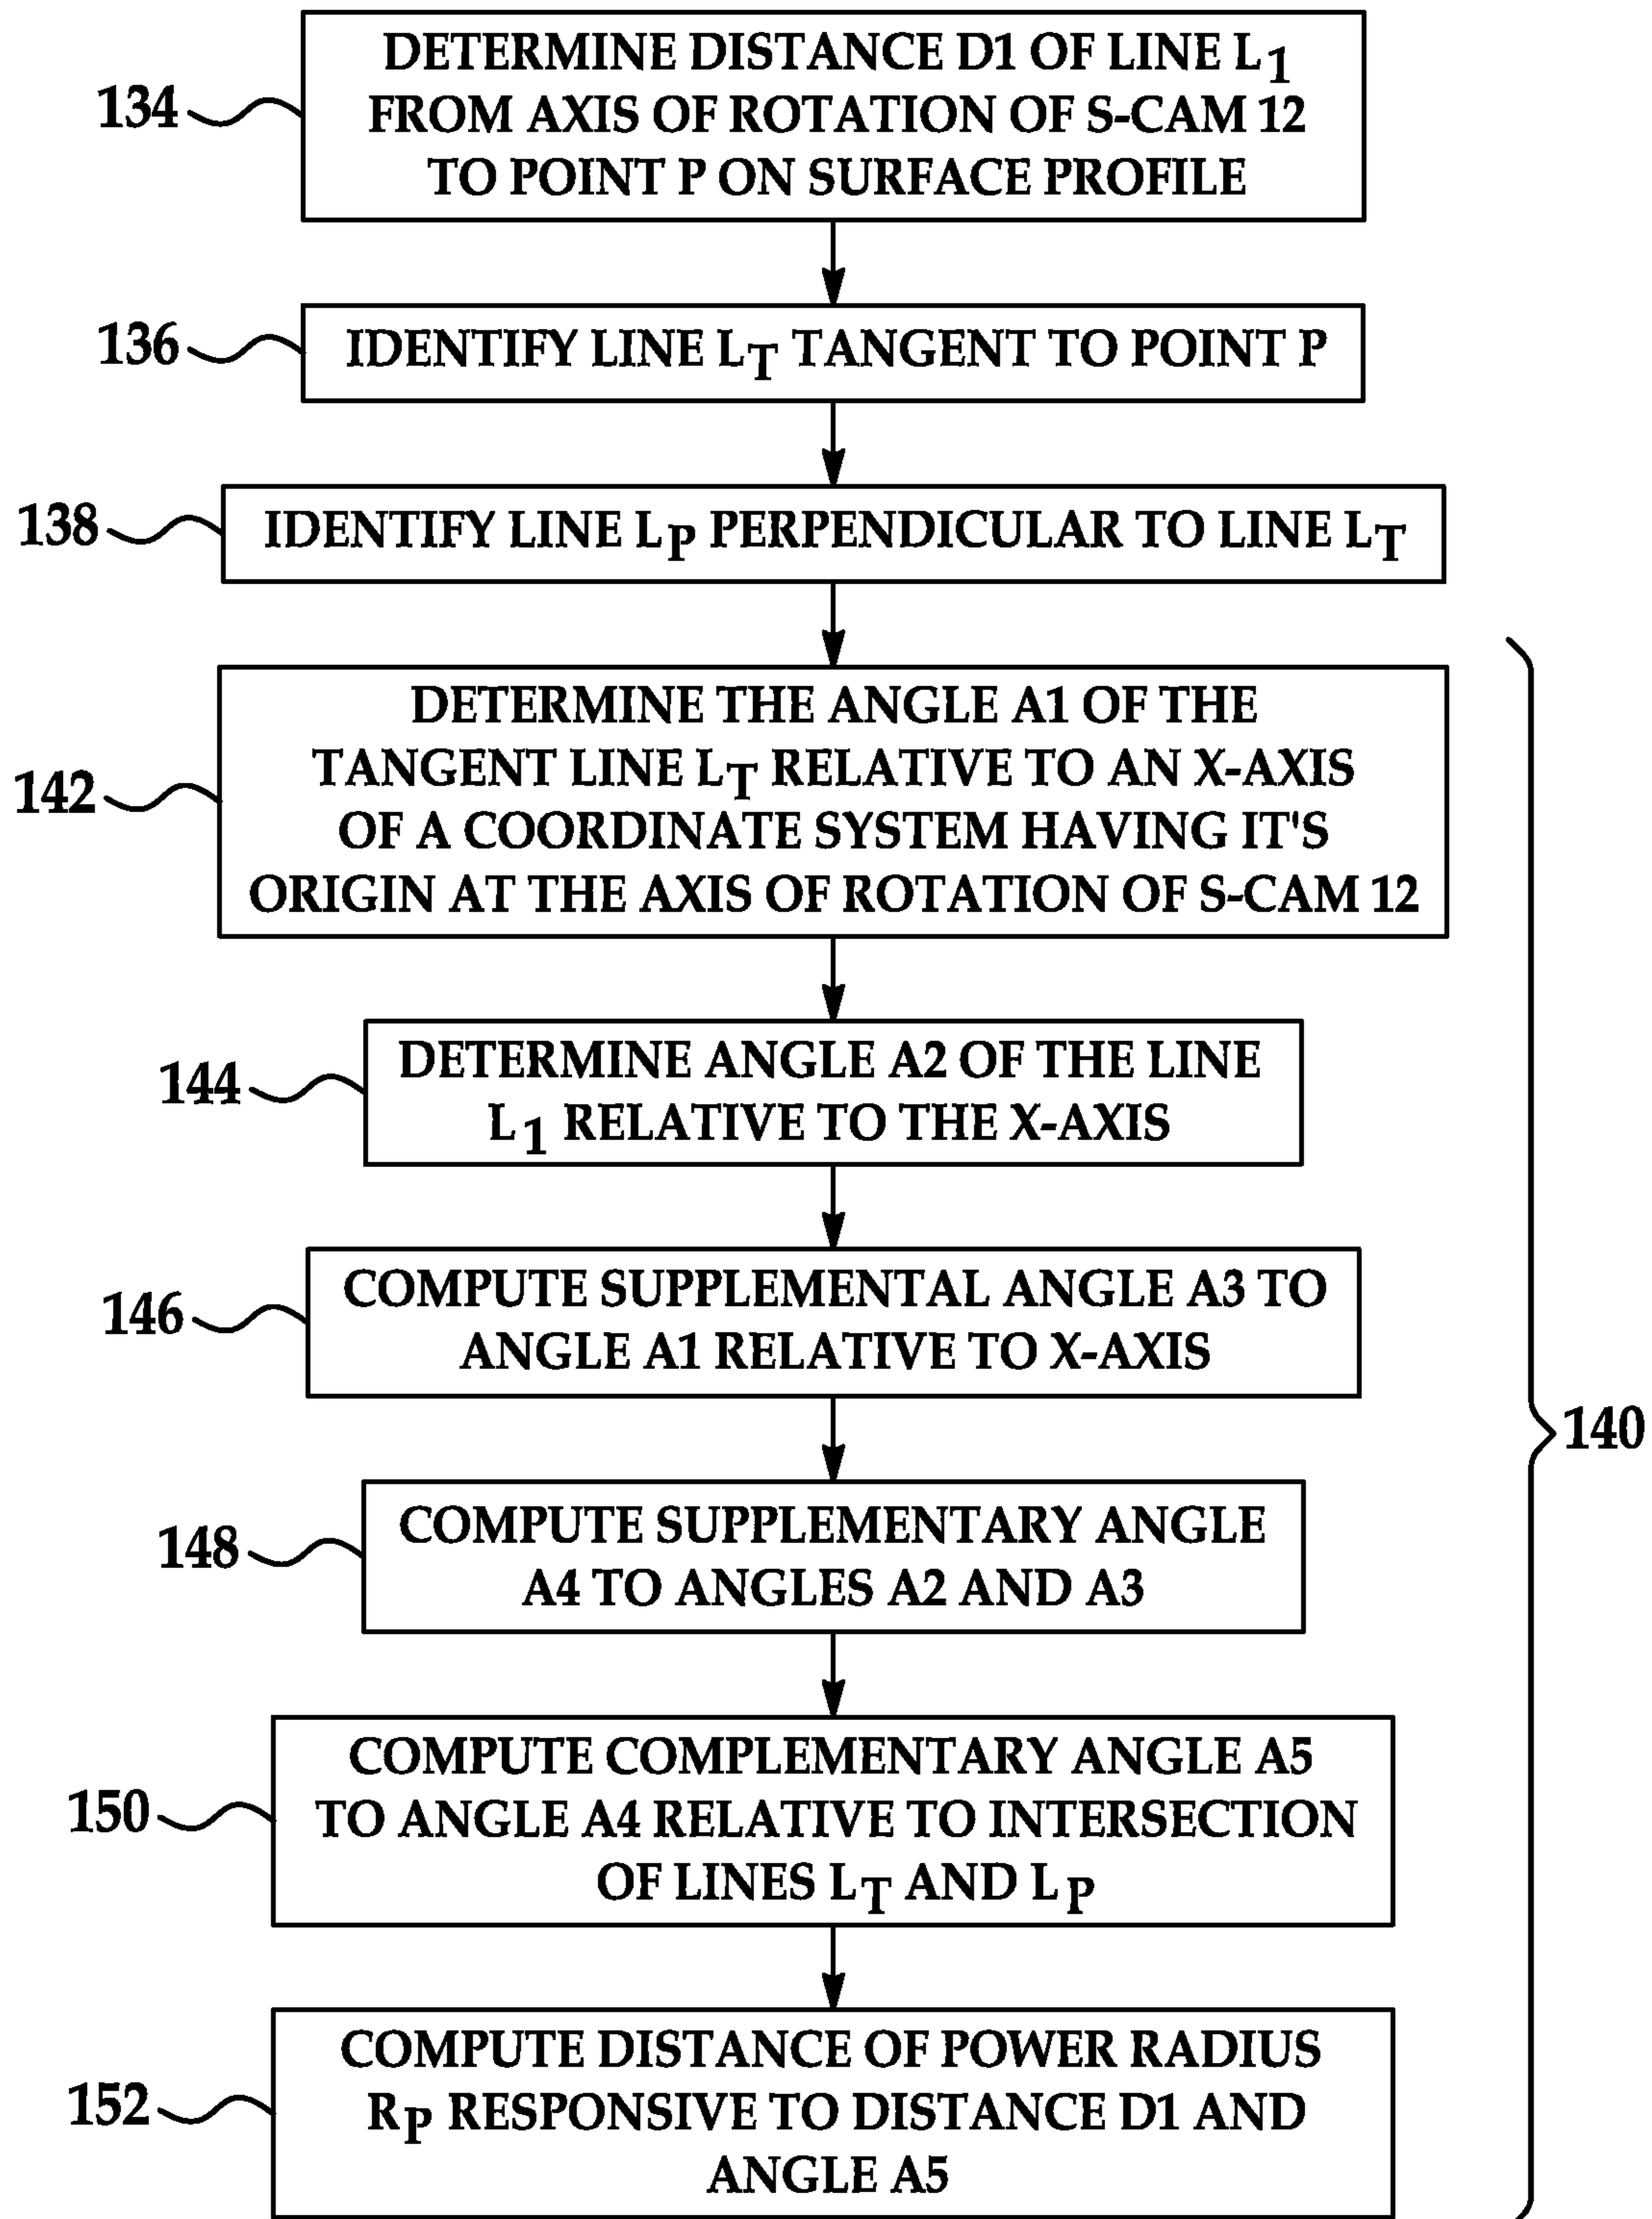 134
DETERMINE DISTANCE D1 OF LINE L1
FROM AXIS OF ROTATION OF S-CAM 12
TO POINT P ON SURFACE PROFILE
136
IDENTIFY LINE LT TANGENT TO POINT P
138
IDENTIFY LINE LP PERPENDICULAR TO LINE LT
142
DETERMINE THE ANGLE A1 OF THE
TANGENT LINE LT RELATIVE TO AN X-AXIS
OF A COORDINATE SYSTEM HAVING IT'S
ORIGIN AT THE AXIS OF ROTATION OF S-CAM 12
144
DETERMINE ANGLE A2 OF THE LINE
L1 RELATIVE TO THE X-AXIS
146
COMPUTE SUPPLEMENTAL ANGLE A3 TO
ANGLE A1 RELATIVE TO X-AXIS
140
148
COMPUTE SUPPLEMENTARY ANGLE
A4 TO ANGLES A2 AND A3
150
COMPUTE COMPLEMENTARY ANGLE A5
TO ANGLE A4 RELATIVE TO INTERSECTION
OF LINES LT AND LP
152
COMPUTE DISTANCE OF POWER RADIUS
RP RESPONSIVE TO DISTANCE D1 AND
ANGLE A5